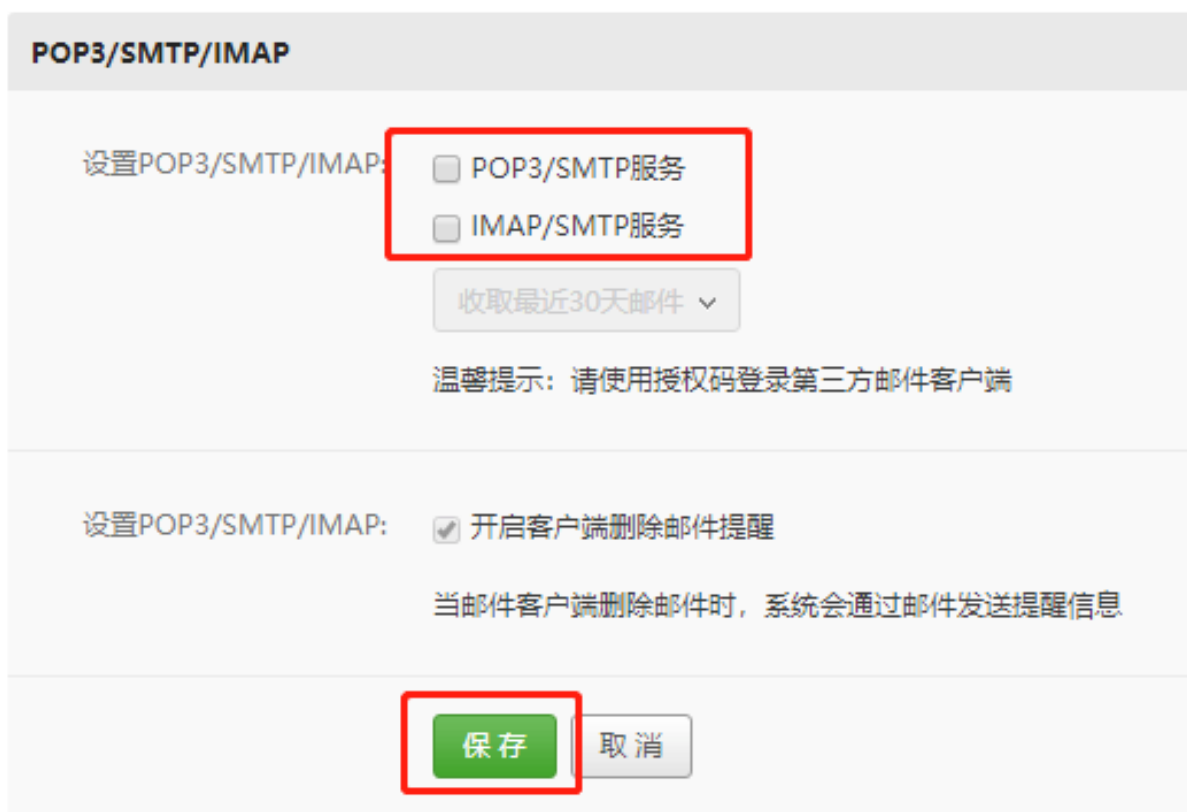 POP3/SMTP/IMAP
设置POP3/SMTP/IMAP:
POP3/SMTP服务
IMAP/SMTP服务
收取最近30天邮件
温馨提示：请使用授权码登录第三方邮件客户端
设置POP3/SMTP/IMAP:
开启客户端删除邮件提醒
当邮件客户端删除邮件时，系统会通过邮件发送提醒信息
保存 取消